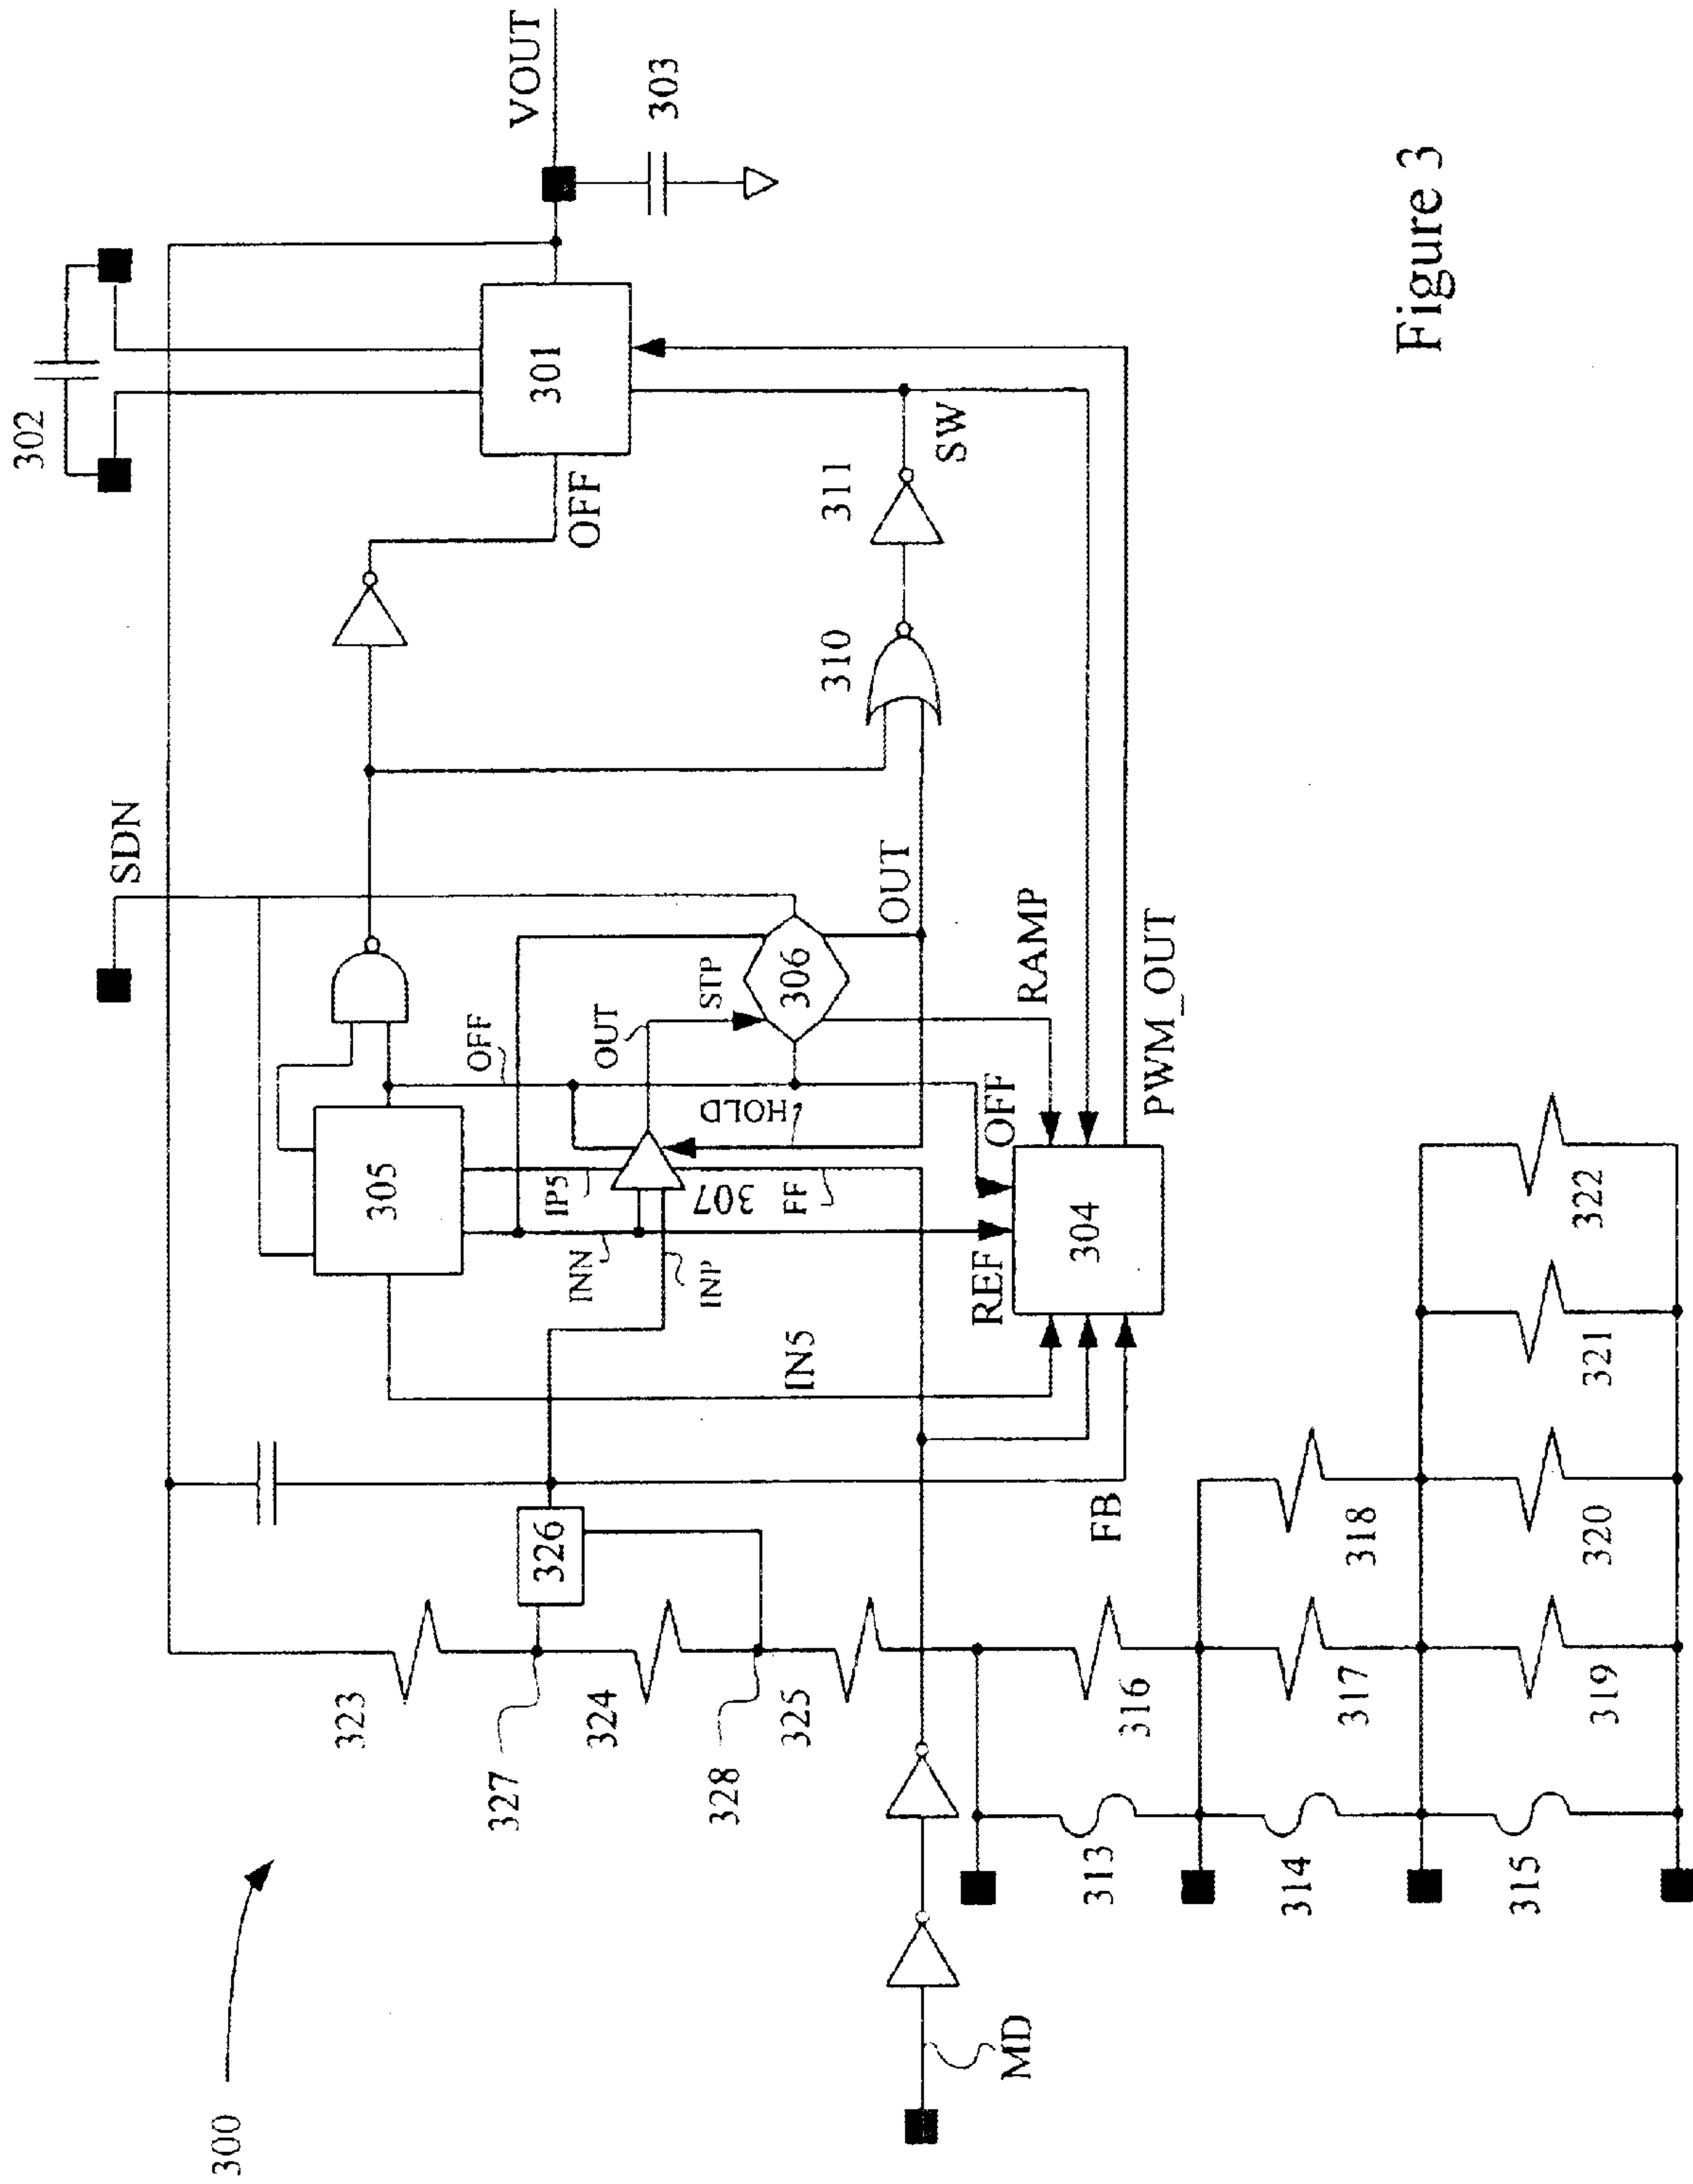 300
302
VOUT
303
SDN
301
OFF
305
OFF
OUT
STP
306
HOLD
IP5
307
FF
INN
INP
IN5
OUT
310
311
SW
RAMP
OFF
REF
304
PWM_OUT
FB
326
323
327
324
328
325
MD
313
314
315
316
317
318
319
320
321
322
Figure 3